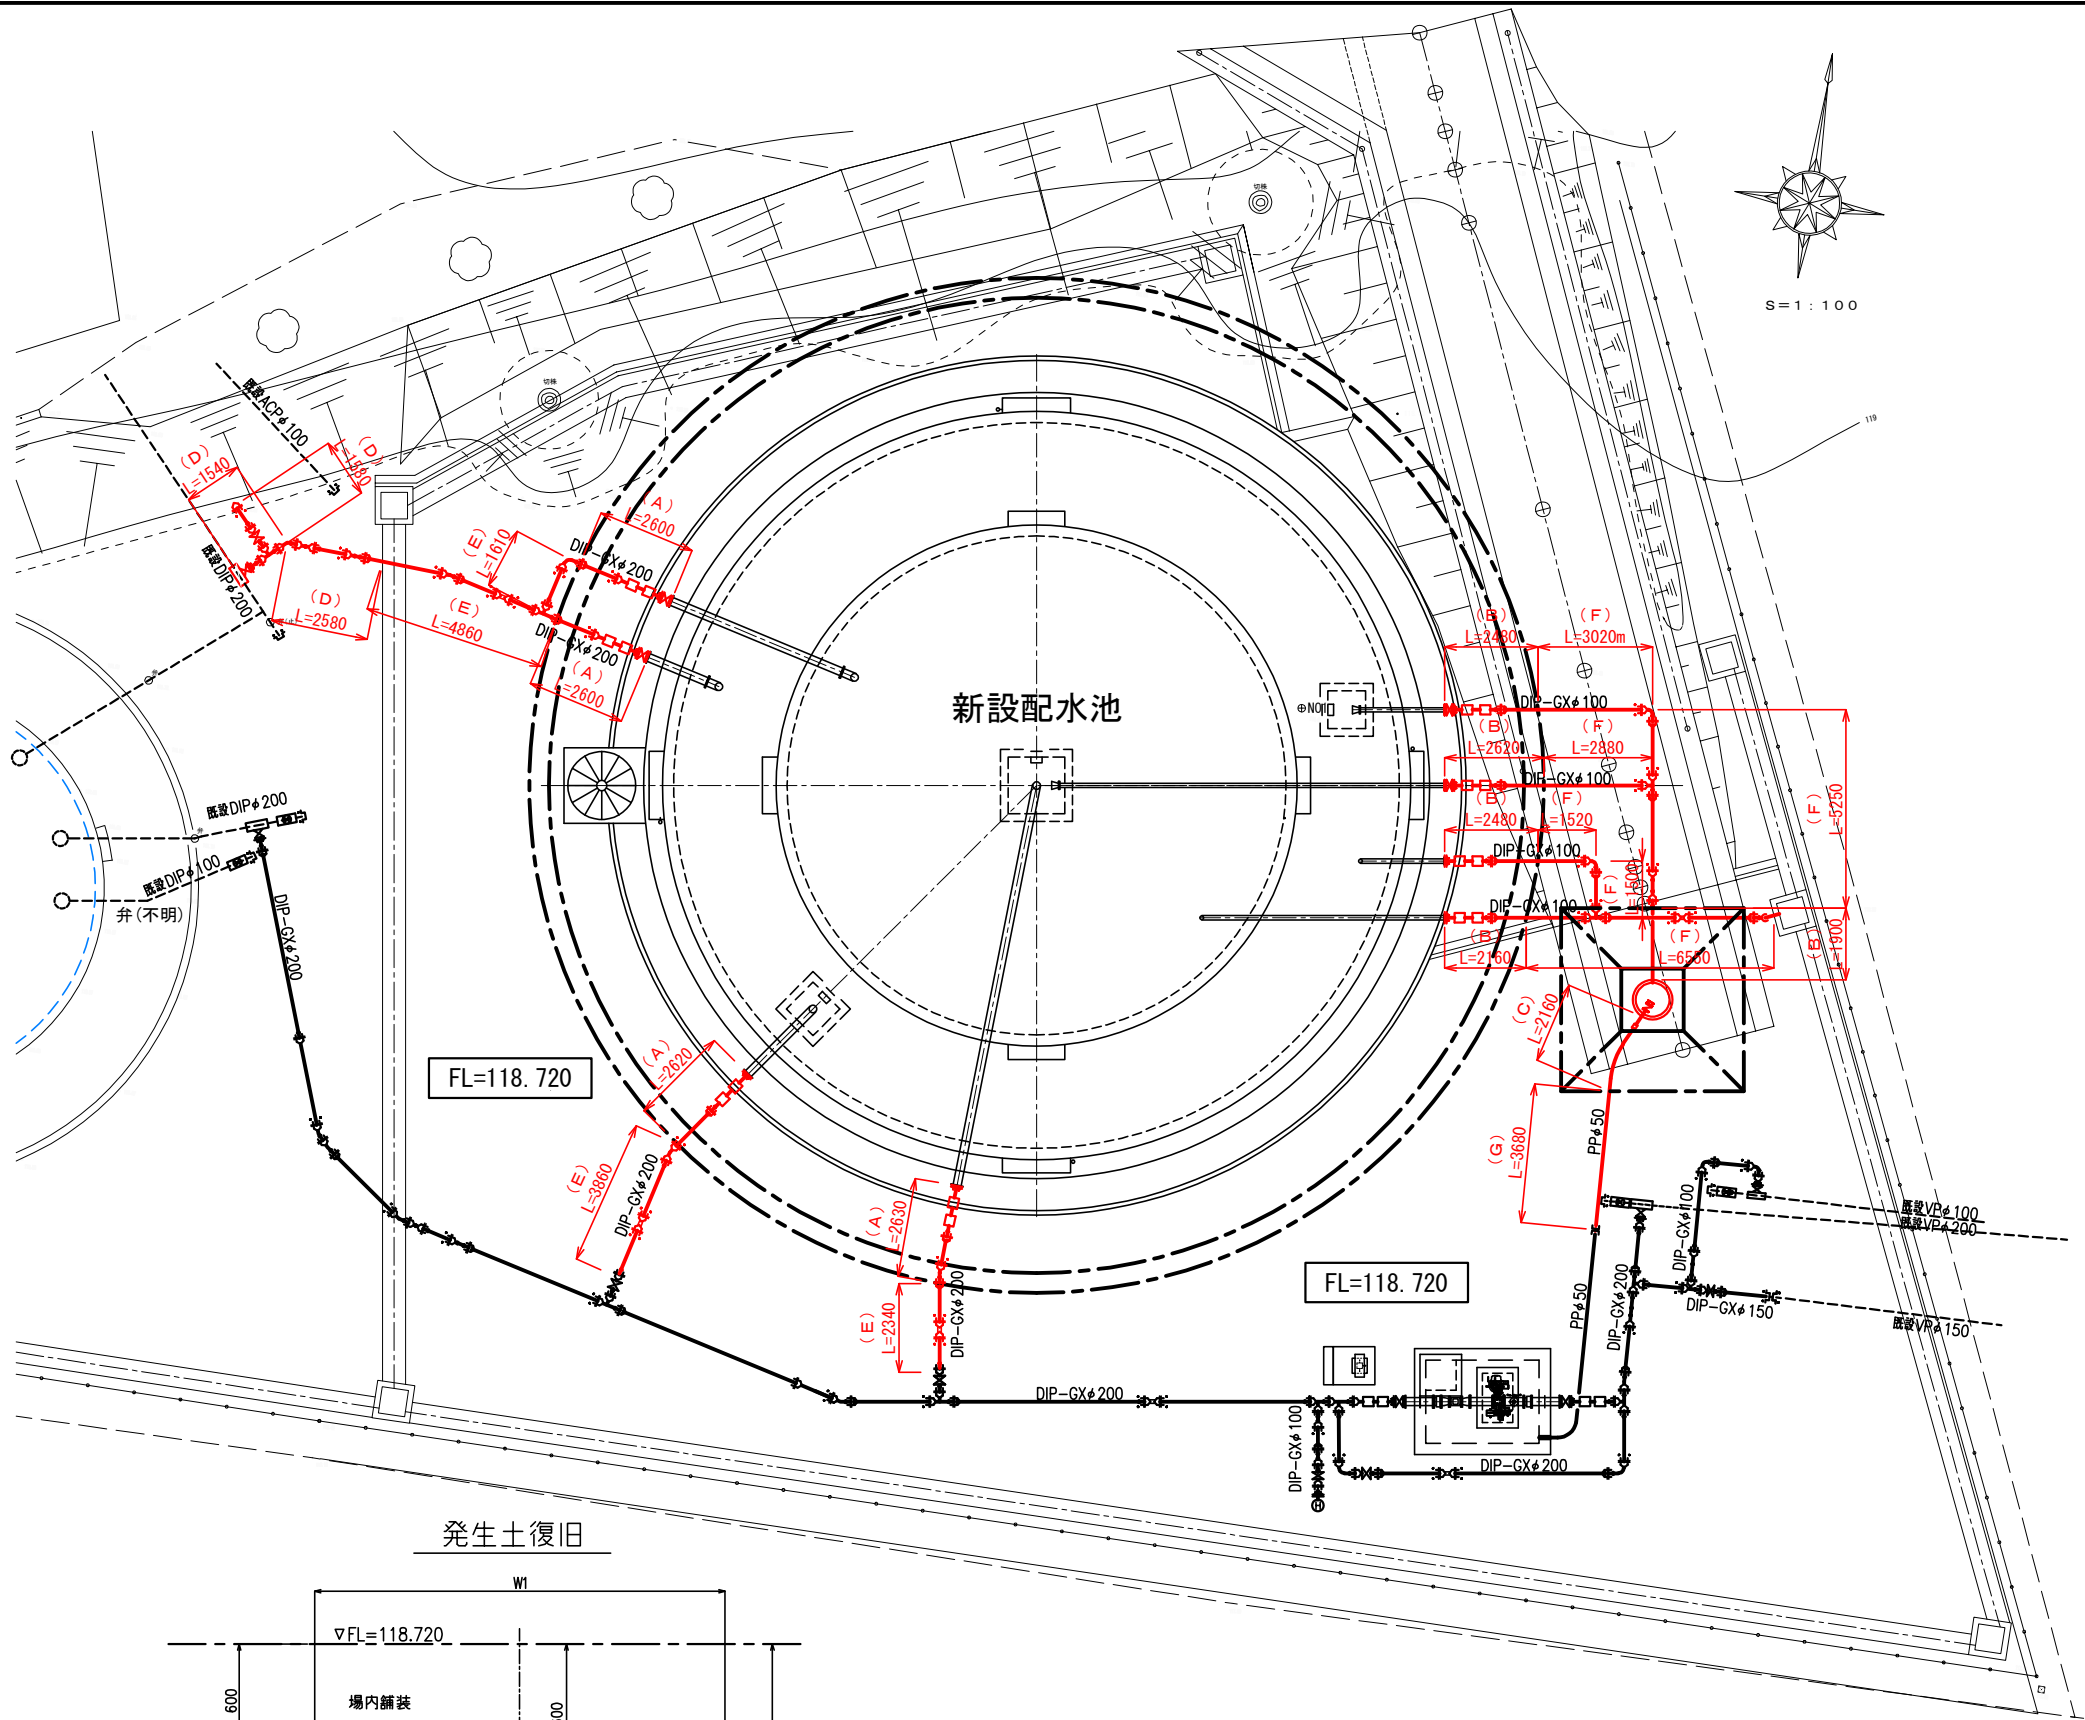 S=1:100
切株
切株
119
既設ACPφ100
(D)
L=1540
(D)
L=1580
既設DIPφ200
(D)
L=2580
(E)
L=4860
(E)
L=1610
(A)
L=2600
DIP-GXφ200
DIP-GXφ200
(A)
L=2600
新設配水池
(B)
L=2480
(F)
L=3020m
DIP-GXφ100
(B)
L=2620
(F)
L=2880
DIP-GXφ100
(B)
L=2480
(F)
L=1520
DIP-GXφ100
(F)
L=1500
DIP-GXφ100
(B)
L=2160
(F)
L=6550
(F)
L=5250
(B)
L=1900
(C)
L=2160
(G)
L=3680
PPφ50
PPφ50
既設DIPφ200
既設DIPφ100
弁(不明)
DIP-GXφ200
FL=118.720
(A)
L=2620
(E)
L=3860
DIP-GXφ200
(A)
L=2630
(E)
L=2340
DIP-GXφ200
FL=118.720
DIP-GXφ100
既設VPφ100
既設VPφ200
DIP-GXφ200
DIP-GXφ150
既設VPφ150
DIP-GXφ200
DIP-GXφ100
DIP-GXφ200
発生土復旧
W1
▽FL=118.720
600
場内舗装